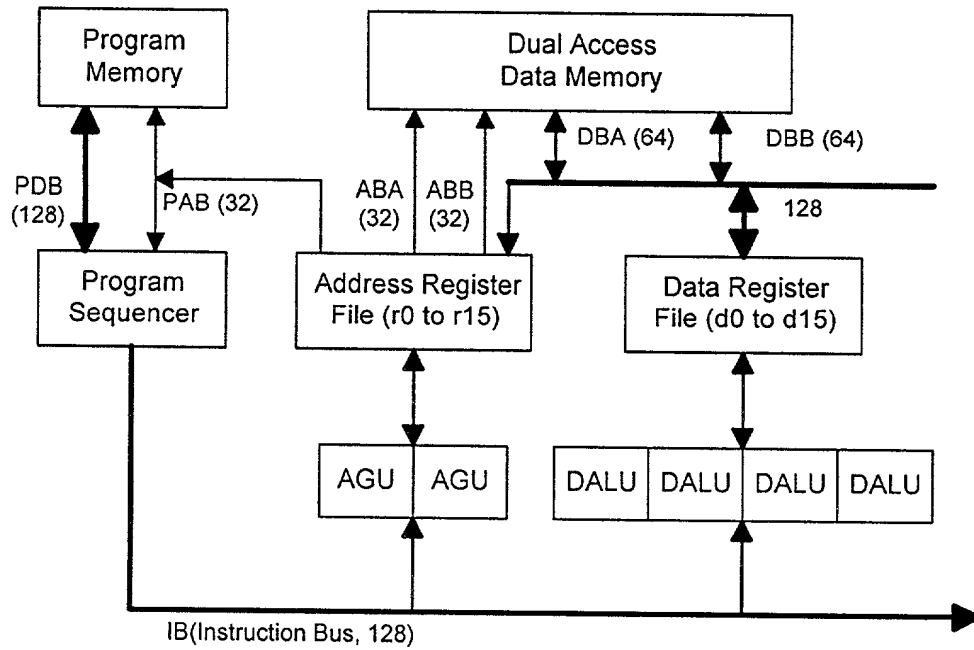 Program
Memory
Dual Access
Data Memory
DBA (64)
DBB (64)
PDB
(128)
PAB (32)
ABA
(32)
ABB
(32)
128
Program
Sequencer
Address Register
File (r0 to r15)
Data Register
File (d0 to d15)
AGU
AGU
DALU
DALU
DALU
DALU
IB(Instruction Bus, 128)